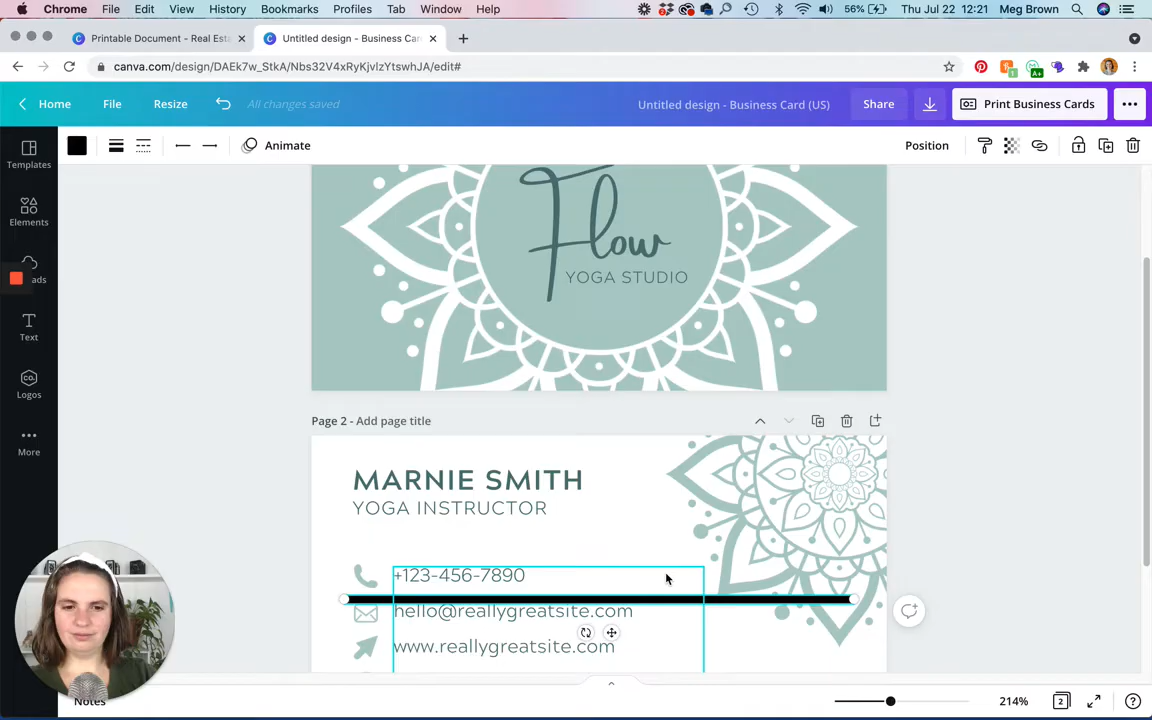 Chrome File Edit View History Bookmarks Profiles Tab Window Help 56% Thu Jul 22 12:21 Meg Brown
Printable Document - Real Esta Untitled design - Business Car
canva.com/design/DAEk7w_StkA/Nbs32V4xRyKjvlzYtswhJA/edit#
Home File Resize All changes saved Untitled design - Business Card (US) Share Print Business Cards
Animate Position
Templates
Elements
ads
Text
Logos
More
co.
Flow
YOGA STUDIO
Page 2 - Add page title
MARNIE SMITH
YOGA INSTRUCTOR
+123-456-7890
hello@reallygreatsite.com
www.reallygreatsite.com
Notes 214% 2